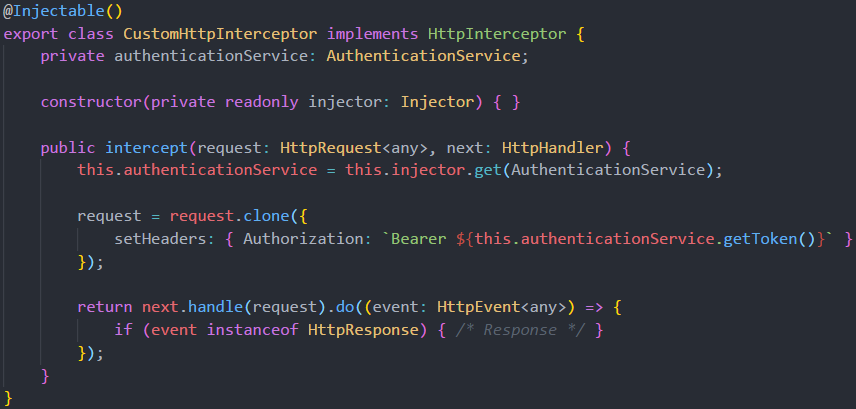 @Injectable()
export class CustomHttpInterceptor implements HttpInterceptor {
    private authenticationService: AuthenticationService;

    constructor(private readonly injector: Injector) { }

    public intercept(request: HttpRequest<any>, next: HttpHandler) {
        this.authenticationService = this.injector.get(AuthenticationService);

        request = request.clone({
            setHeaders: { Authorization: `Bearer ${this.authenticationService.getToken()}` }
        });

        return next.handle(request).do((event: HttpEvent<any>) => {
            if (event instanceof HttpResponse) { /* Response */ }
        });
    }
}